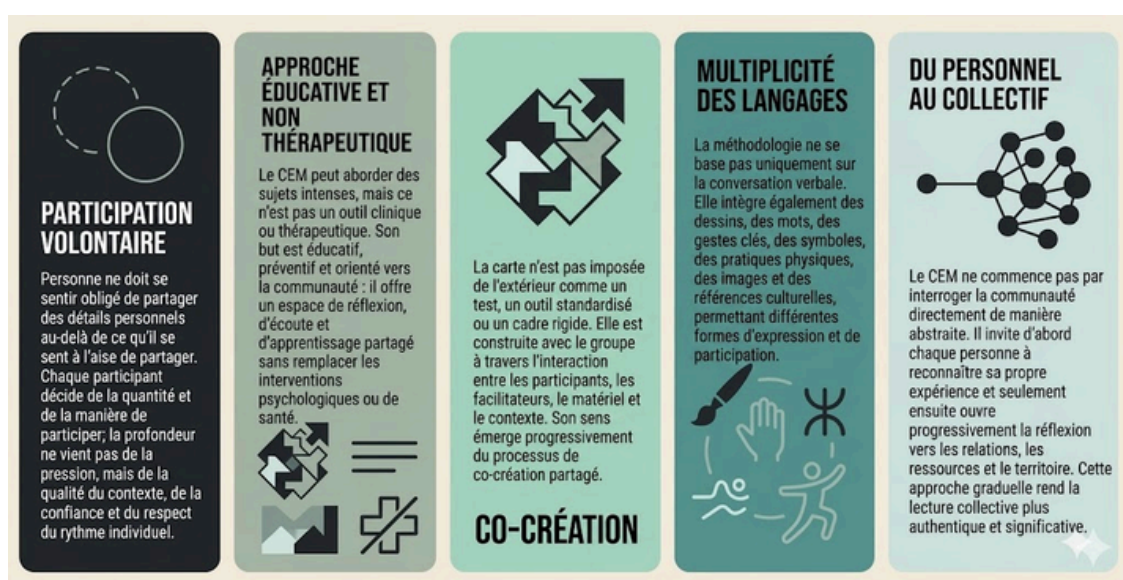 PARTICIPATION
VOLONTAIRE
Personne ne doit se
sentir obligé de partager
des détails personnels
au-delà de ce qu'il se
sent à l'aise de partager.
Chaque participant
décide de la quantité et
de la manière de
participer; la profondeur
ne vient pas de la
pression, mais de la
qualité du contexte, de la
confiance et du respect
du rythme individuel.
APPROCHE
ÉDUCATIVE ET
NON
THÉRAPEUTIQUE
Le CEM peut aborder des
sujets intenses, mais ce
n'est pas un outil clinique
ou thérapeutique. Son
but est éducatif,
préventif et orienté vers
la communauté : il offre
un espace de réflexion,
d'écoute et
d'apprentissage partagé
sans remplacer les
interventions
psychologiques ou de
santé.
La carte n'est pas imposée
de l'extérieur comme un
test, un outil standardisé
ou un cadre rigide. Elle est
construite avec le groupe
à travers l'interaction
entre les participants, les
facilitateurs, le matériel et
le contexte. Son sens
émerge progressivement
du processus de
co-création partagé.
CO-CRÉATION
MULTIPLICITÉ
DES LANGAGES
La méthodologie ne se
base pas uniquement sur
la conversation verbale.
Elle intègre également des
dessins, des mots, des
gestes clés, des symboles,
des pratiques physiques,
des images et des
références culturelles,
permettant différentes
formes d'expression et de
participation.
DU PERSONNEL
AU COLLECTIF
Le CEM ne commence pas par
interroger la communauté
directement de manière
abstraite. Il invite d'abord
chaque personne à
reconnaître sa propre
expérience et seulement
ensuite ouvre
progressivement la réflexion
vers les relations, les
ressources et le territoire. Cette
approche graduelle rend la
lecture collective plus
authentique et significative.